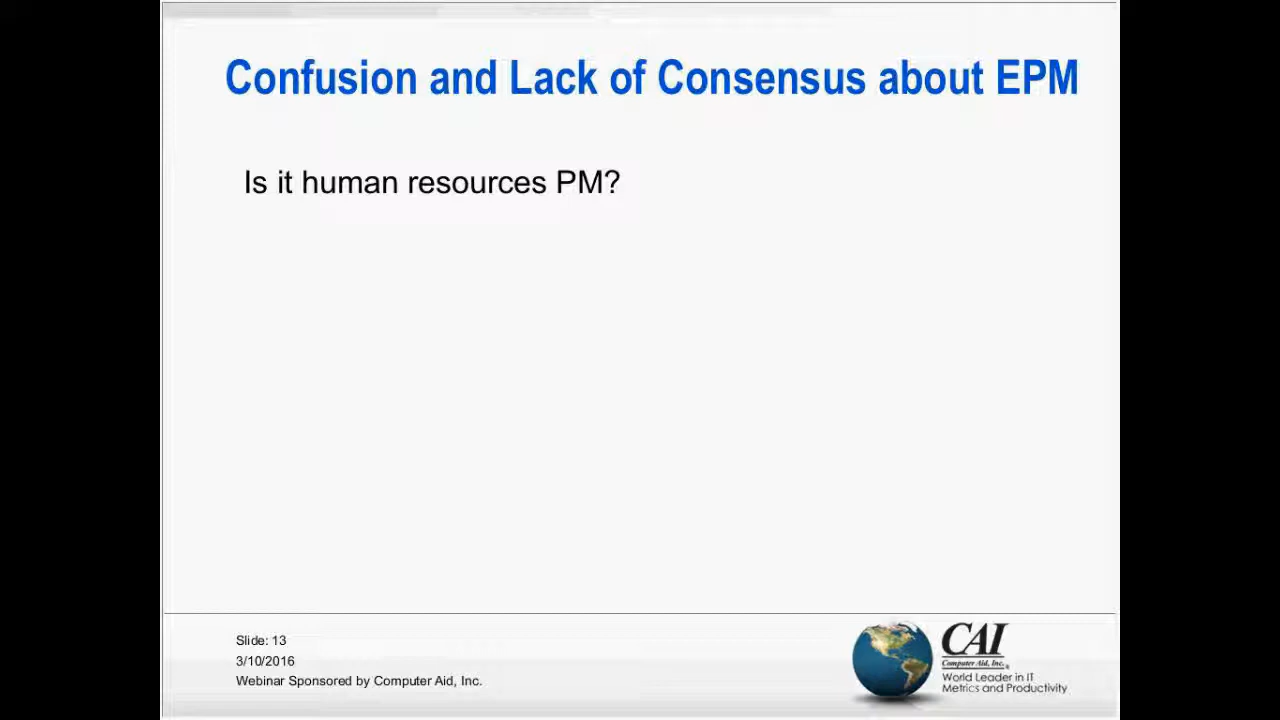 Confusion and Lack of Consensus about EPM
Is it human resources PM?
Slide: 13
3/10/2016
Webinar Sponsored by Computer Aid, Inc.
CAI
Computer Aid, Inc.
World Leader in IT
Metrics and Productivity